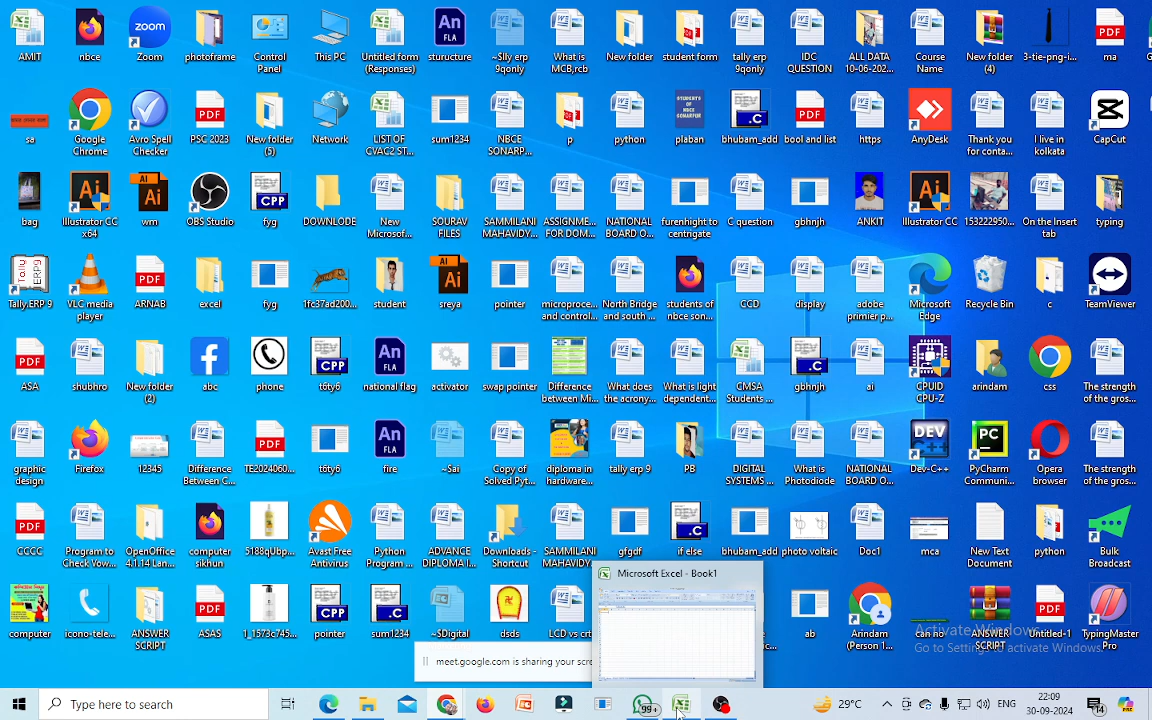 AMIT
nbce
Zoom
photoframe
Control Panel
This PC
Untitled form (Responses)
sturucture
~Slly erp 9qonly
What is MCB,rcb
New folder
student form
tally erp 9qonly
IDC QUESTION
ALL DATA 10-06-202...
Course Name
New folder (4)
3-tie-png-i...
ma
sa
Google Chrome
Avro Spell Checker
PSC 2023
New folder (5)
Network
LIST OF CVAC2 ST...
sum1234
NBCE SONARP...
p
python
plaban
bhubam_add
bool and list
https
AnyDesk
Thank you for conta...
I live in kolkata
CapCut
bag
Illustrator CC x64
wm
OBS Studio
fyg
DOWNLODE
New Microsof...
SOURAV FILES
SAMMILANI MAHAVIDY...
ASSIGNME... FOR DOM...
NATIONAL BOARD O...
furenhight to centrigate
C question
gbhnjh
ANKIT
Illustrator CC
153222950...
On the Insert tab
typing
Tally.ERP 9
VLC media player
ARNAB
excel
fyg
1fc37ad200...
student
sreya
pointer
microproce... and control...
North Bridge and south ...
students of nbce son...
CCD
display
adobe primier p...
Microsoft Edge
Recycle Bin
c
TeamViewer
ASA
shubhro
New folder (2)
abc
phone
t6ty6
national flag
activator
swap pointer
Difference between Mi...
What does the acrony...
What is light dependent...
CMSA Students ...
gbhnjh
ai
CPUID CPU-Z
arindam
css
The strength of the gros...
graphic design
Firefox
12345
Difference Between C...
TE2024060...
t6ty6
fire
~Sai
Copy of Solved Pyt...
diploma in hardware...
tally erp 9
PB
DIGITAL SYSTEMS ...
What is Photodiode
NATIONAL BOARD O...
Dev-C++
PyCharm Communi...
Opera browser
The strength of the gros...
CCCC
Program to Check Vow...
OpenOffice 4.1.14 Lan...
computer sikhun
5188qUbp...
Avast Free Antivirus
Python Program ...
ADVANCE DIPLOMA I...
Downloads - Shortcut
SAMMILANI MAHAVIDY...
gfgdf
if else
bhubam_add
photo voltaic
Doc1
mca
New Text Document
python
Bulk Broadcast
computer
icono-tele...
ANSWER SCRIPT
ASAS
1_1573c745...
pointer
sum1234
~SDigital
dsds
LCD vs crt
Microsoft Excel - Book1
ab
Arindam (Person 1...
can no
ANSWER SCRIPT
Untitled-1
TypingMaster Pro
Activate Windows
Go to Settings to activate Windows.
meet.google.com is sharing your scre
Type here to search
99+
29°C
ENG
22:09
30-09-2024
14